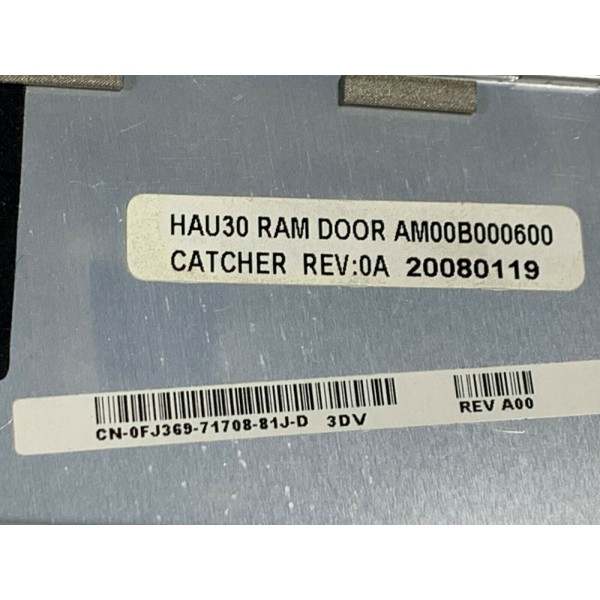 HAU30 RAM DOOR AM00B000600
CATCHER REV:0A 20080119
CN-0FJ369-71708-81J-D 3DV
REV A00